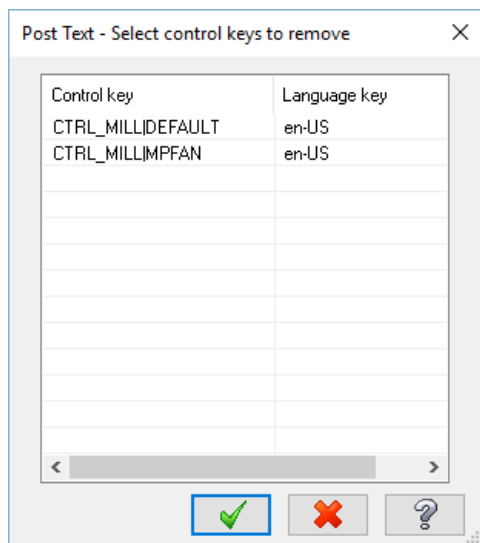 Post Text - Select control keys to remove
Control key Language key
CTRL_MILL|DEFAULT en-US
CTRL_MILL|MPFAN en-US